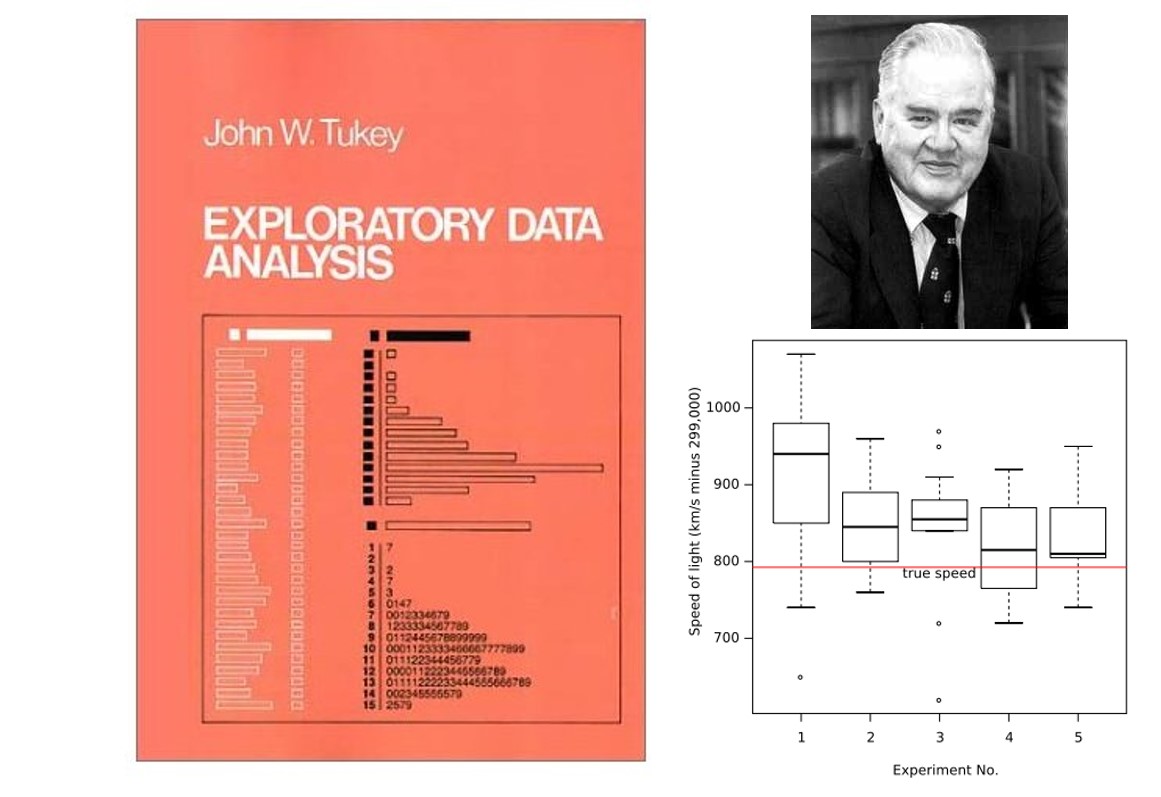 John W. Tukey
EXPLORATORY DATA
ANALYSIS
1 7
2
3 2
4 7
5 3
6 0147
7 0012334679
8 1233334567789
9 0112445678899999
10 0001123333466667777899
11 011122344456779
12 0000112223445566789
13 01111222233444555666789
14 002345555579
15 2579
Speed of light (km/s minus 299,000)
1000
900
800
700
true speed
1 2 3 4 5
Experiment No.